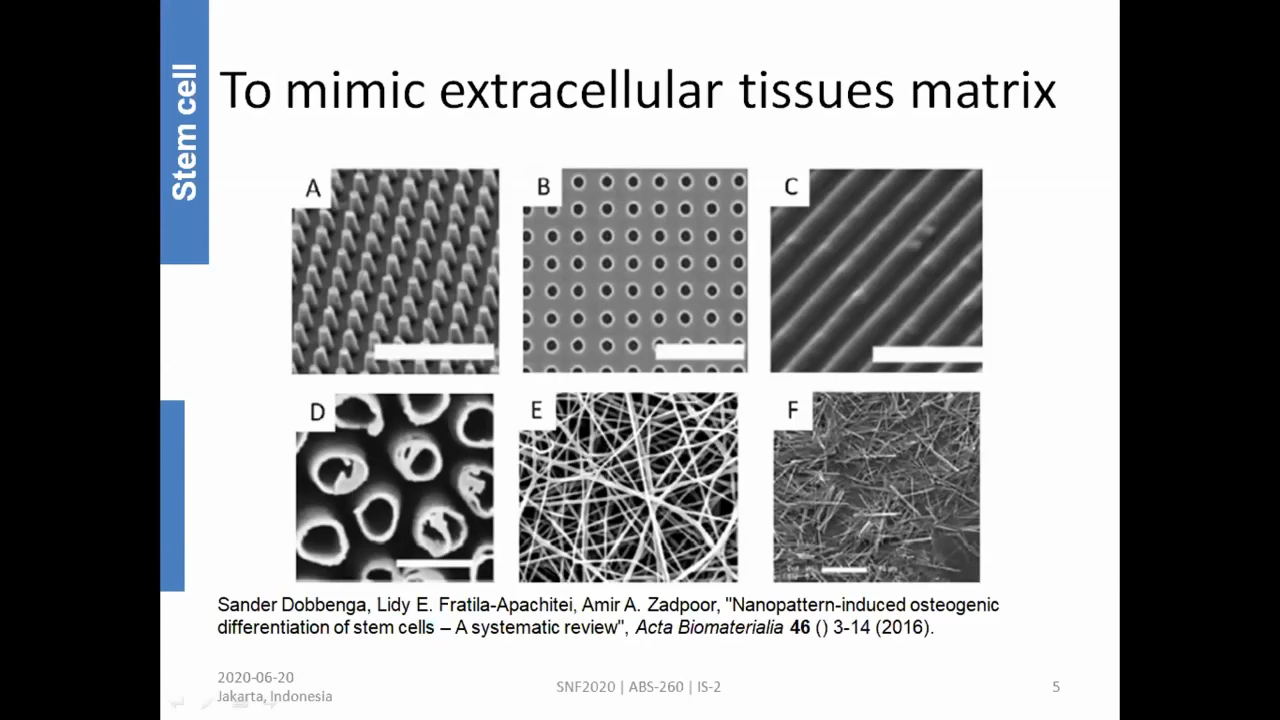 Stem cell
To mimic extracellular tissues matrix
A
B
C
D
E
F
Sander Dobbenga, Lidy E. Fratila-Apachitei, Amir A. Zadpoor, "Nanopattern-induced osteogenic
differentiation of stem cells – A systematic review", Acta Biomaterialia 46 () 3-14 (2016).
2020-06-20
Jakarta, Indonesia
SNF2020 | ABS-260 | IS-2
5